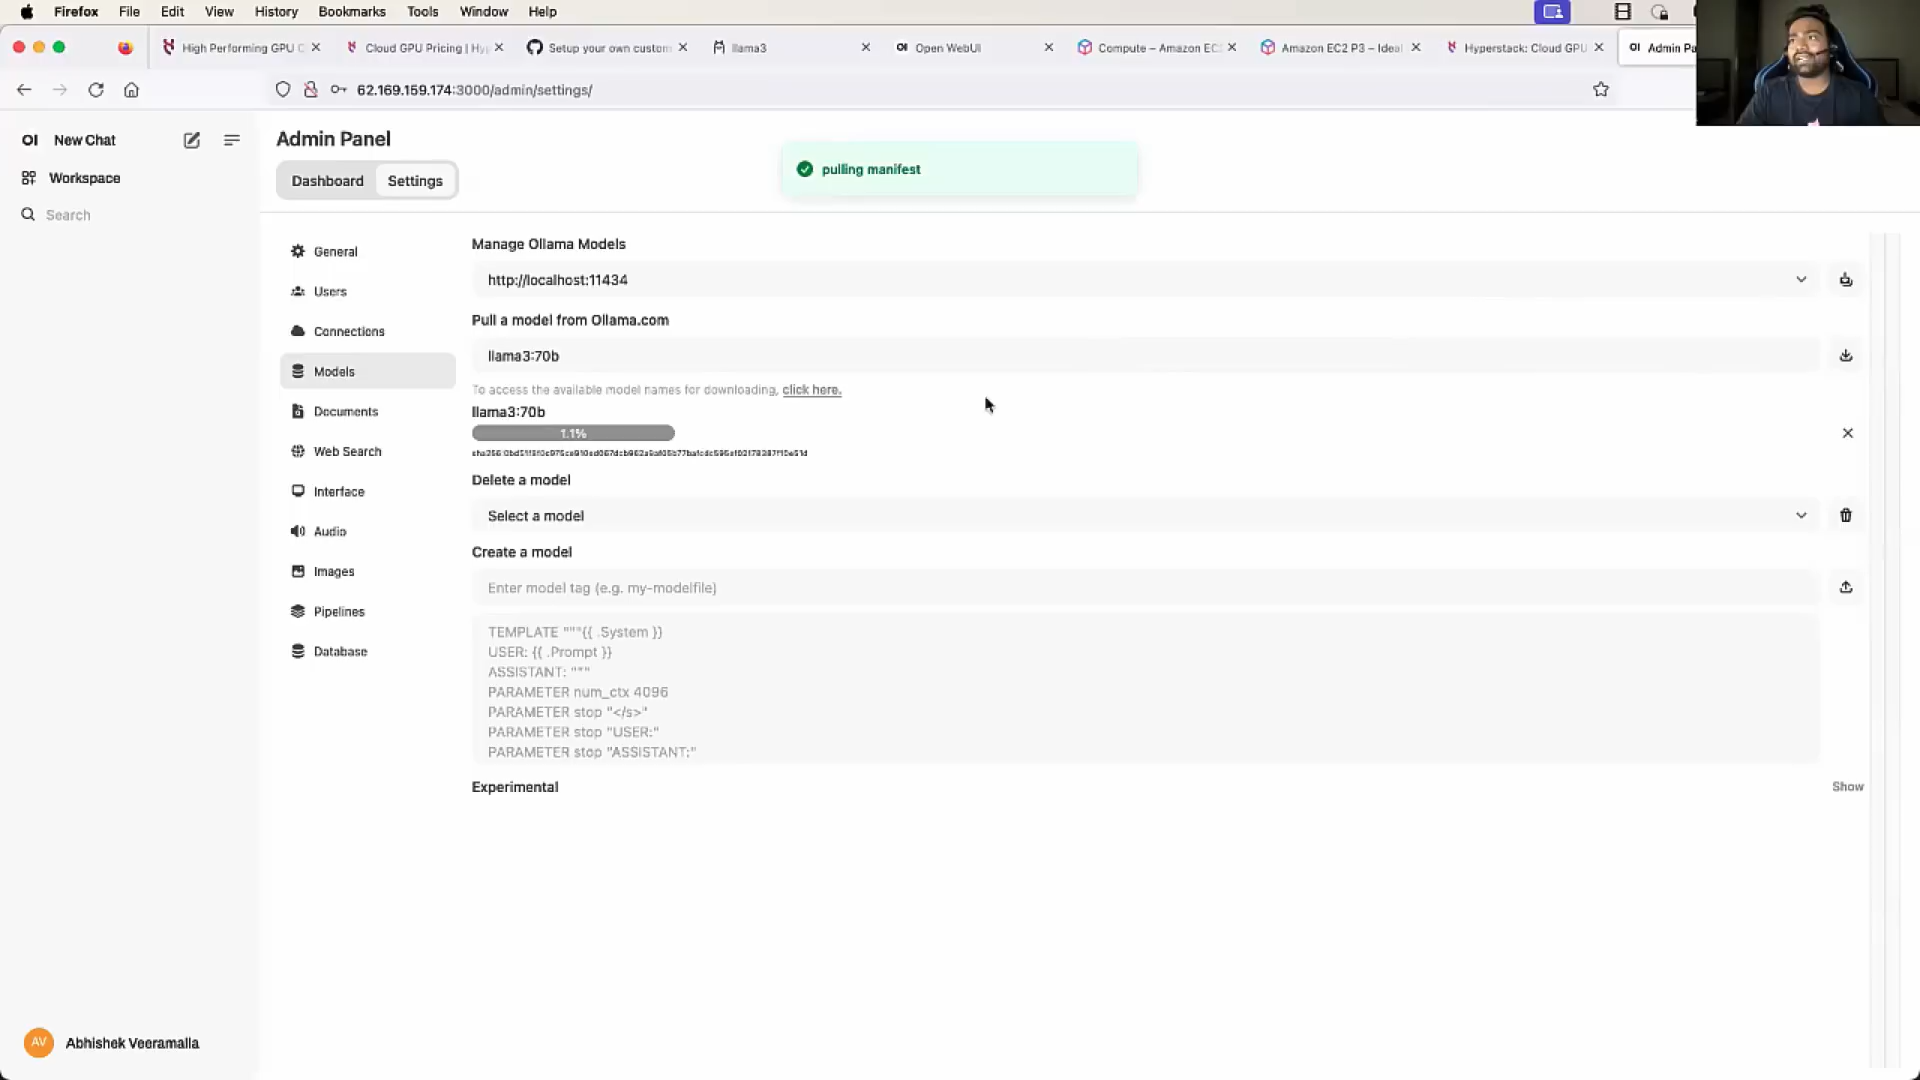 Firefox File Edit View History Bookmarks Tools Window Help
High Performing GPU C
Cloud GPU Pricing | Hyp
Setup your own custom
llama3
Open WebUI
Compute – Amazon EC
Amazon EC2 P3 – Ideal
Hyperstack: Cloud GPU
OI Admin Pa
62.169.159.174:3000/admin/settings/
OI New Chat
Workspace
Search
Admin Panel
Dashboard Settings
pulling manifest
General
Users
Connections
Models
Documents
Web Search
Interface
Audio
Images
Pipelines
Database
Manage Ollama Models
http://localhost:11434
Pull a model from Ollama.com
llama3:70b
To access the available model names for downloading, click here.
llama3:70b
1.1%
Delete a model
Select a model
Create a model
Enter model tag (e.g. my-modelfile)
TEMPLATE """{{ .System }}
USER: {{ .Prompt }}
ASSISTANT: """
PARAMETER num_ctx 4096
PARAMETER stop "</s>"
PARAMETER stop "USER:"
PARAMETER stop "ASSISTANT:"
Experimental Show
AV Abhishek Veeramalla